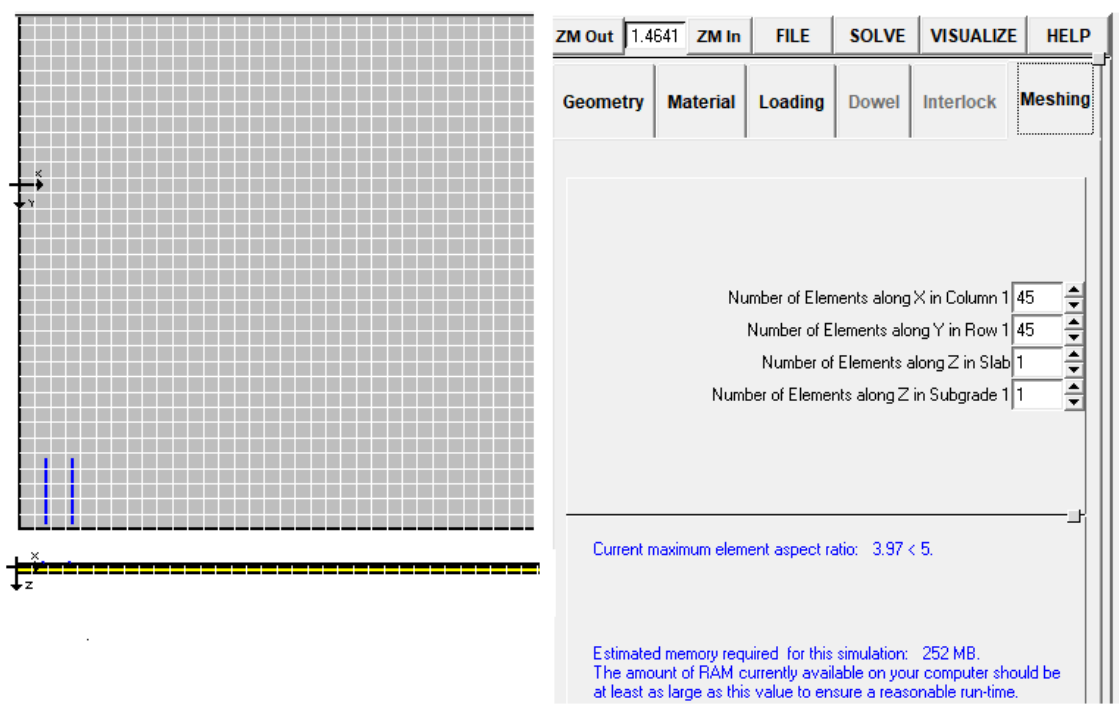 ZM Out 1.4641 ZM In FILE SOLVE VISUALIZE HELP
Geometry Material Loading Dowel Interlock Meshing
X
Y
Number of Elements along X in Column 1 45
Number of Elements along Y in Row 1 45
Number of Elements along Z in Slab 1
Number of Elements along Z in Subgrade 1 1
X
Z
Current maximum element aspect ratio: 3.97 < 5.
Estimated memory required for this simulation: 252 MB.
The amount of RAM currently available on your computer should be
at least as large as this value to ensure a reasonable run-time.